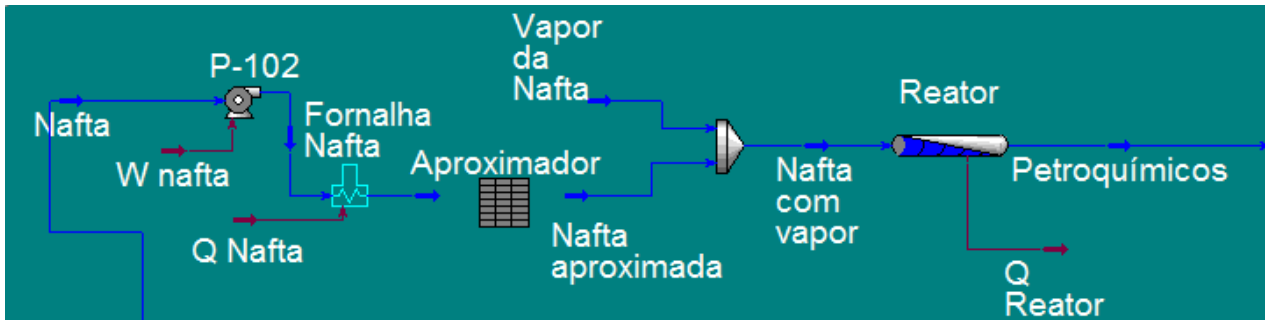 P-102
Nafta
W nafta
Fornalha
Nafta
Q Nafta
Aproximador
Nafta
aproximada
Vapor
da
Nafta
Nafta
com
vapor
Reator
Petroquímicos
Q
Reator